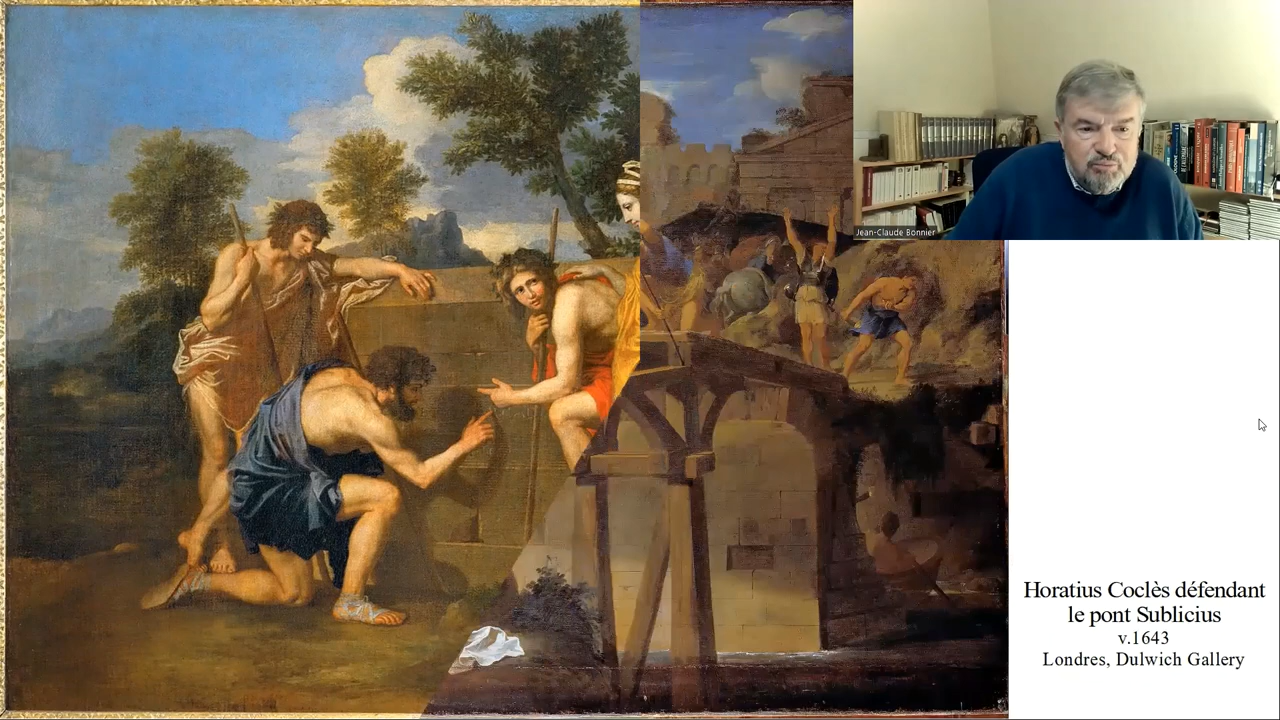 Jean-Claude Bonnier
Horatius Coclès défendant
le pont Sublicius
v.1643
Londres, Dulwich Gallery